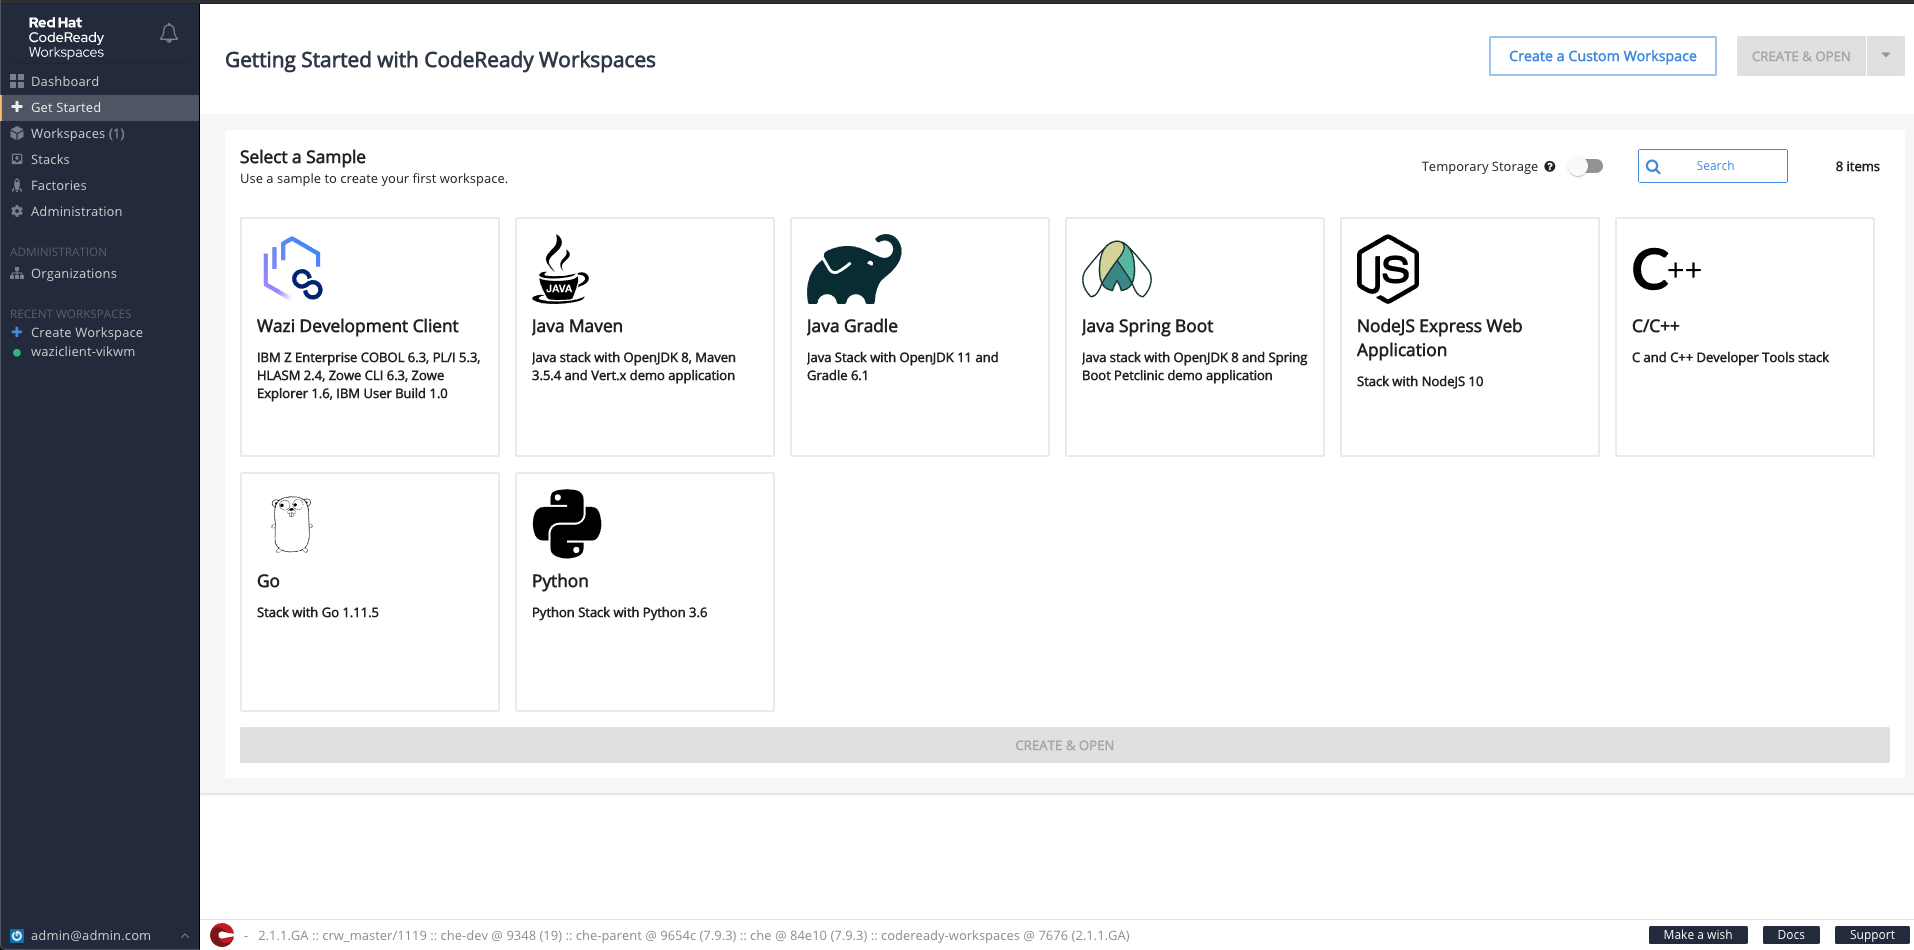 Red Hat
CodeReady
Workspaces
Dashboard
Get Started
Workspaces (1)
Stacks
Factories
Administration
ADMINISTRATION
Organizations
RECENT WORKSPACES
Create Workspace
waziclient-vikwm
admin@admin.com
Getting Started with CodeReady Workspaces
Create a Custom Workspace
CREATE & OPEN
Select a Sample
Use a sample to create your first workspace.
Temporary Storage
Search
8 items
Wazi Development Client
IBM Z Enterprise COBOL 6.3, PL/I 5.3,
HLASM 2.4, Zowe CLI 6.3, Zowe
Explorer 1.6, IBM User Build 1.0
JAVA
Java Maven
Java stack with OpenJDK 8, Maven
3.5.4 and Vert.x demo application
Java Gradle
Java Stack with OpenJDK 11 and
Gradle 6.1
Java Spring Boot
Java stack with OpenJDK 8 and Spring
Boot Petclinic demo application
JS
NodeJS Express Web
Application
Stack with NodeJS 10
C++
C/C++
C and C++ Developer Tools stack
Go
Stack with Go 1.11.5
Python
Python Stack with Python 3.6
CREATE & OPEN
- 2.1.1.GA :: crw_master/1119 :: che-dev @ 9348 (19) :: che-parent @ 9654c (7.9.3) :: che @ 84e10 (7.9.3) :: codeready-workspaces @ 7676 (2.1.1.GA)
Make a wish
Docs
Support